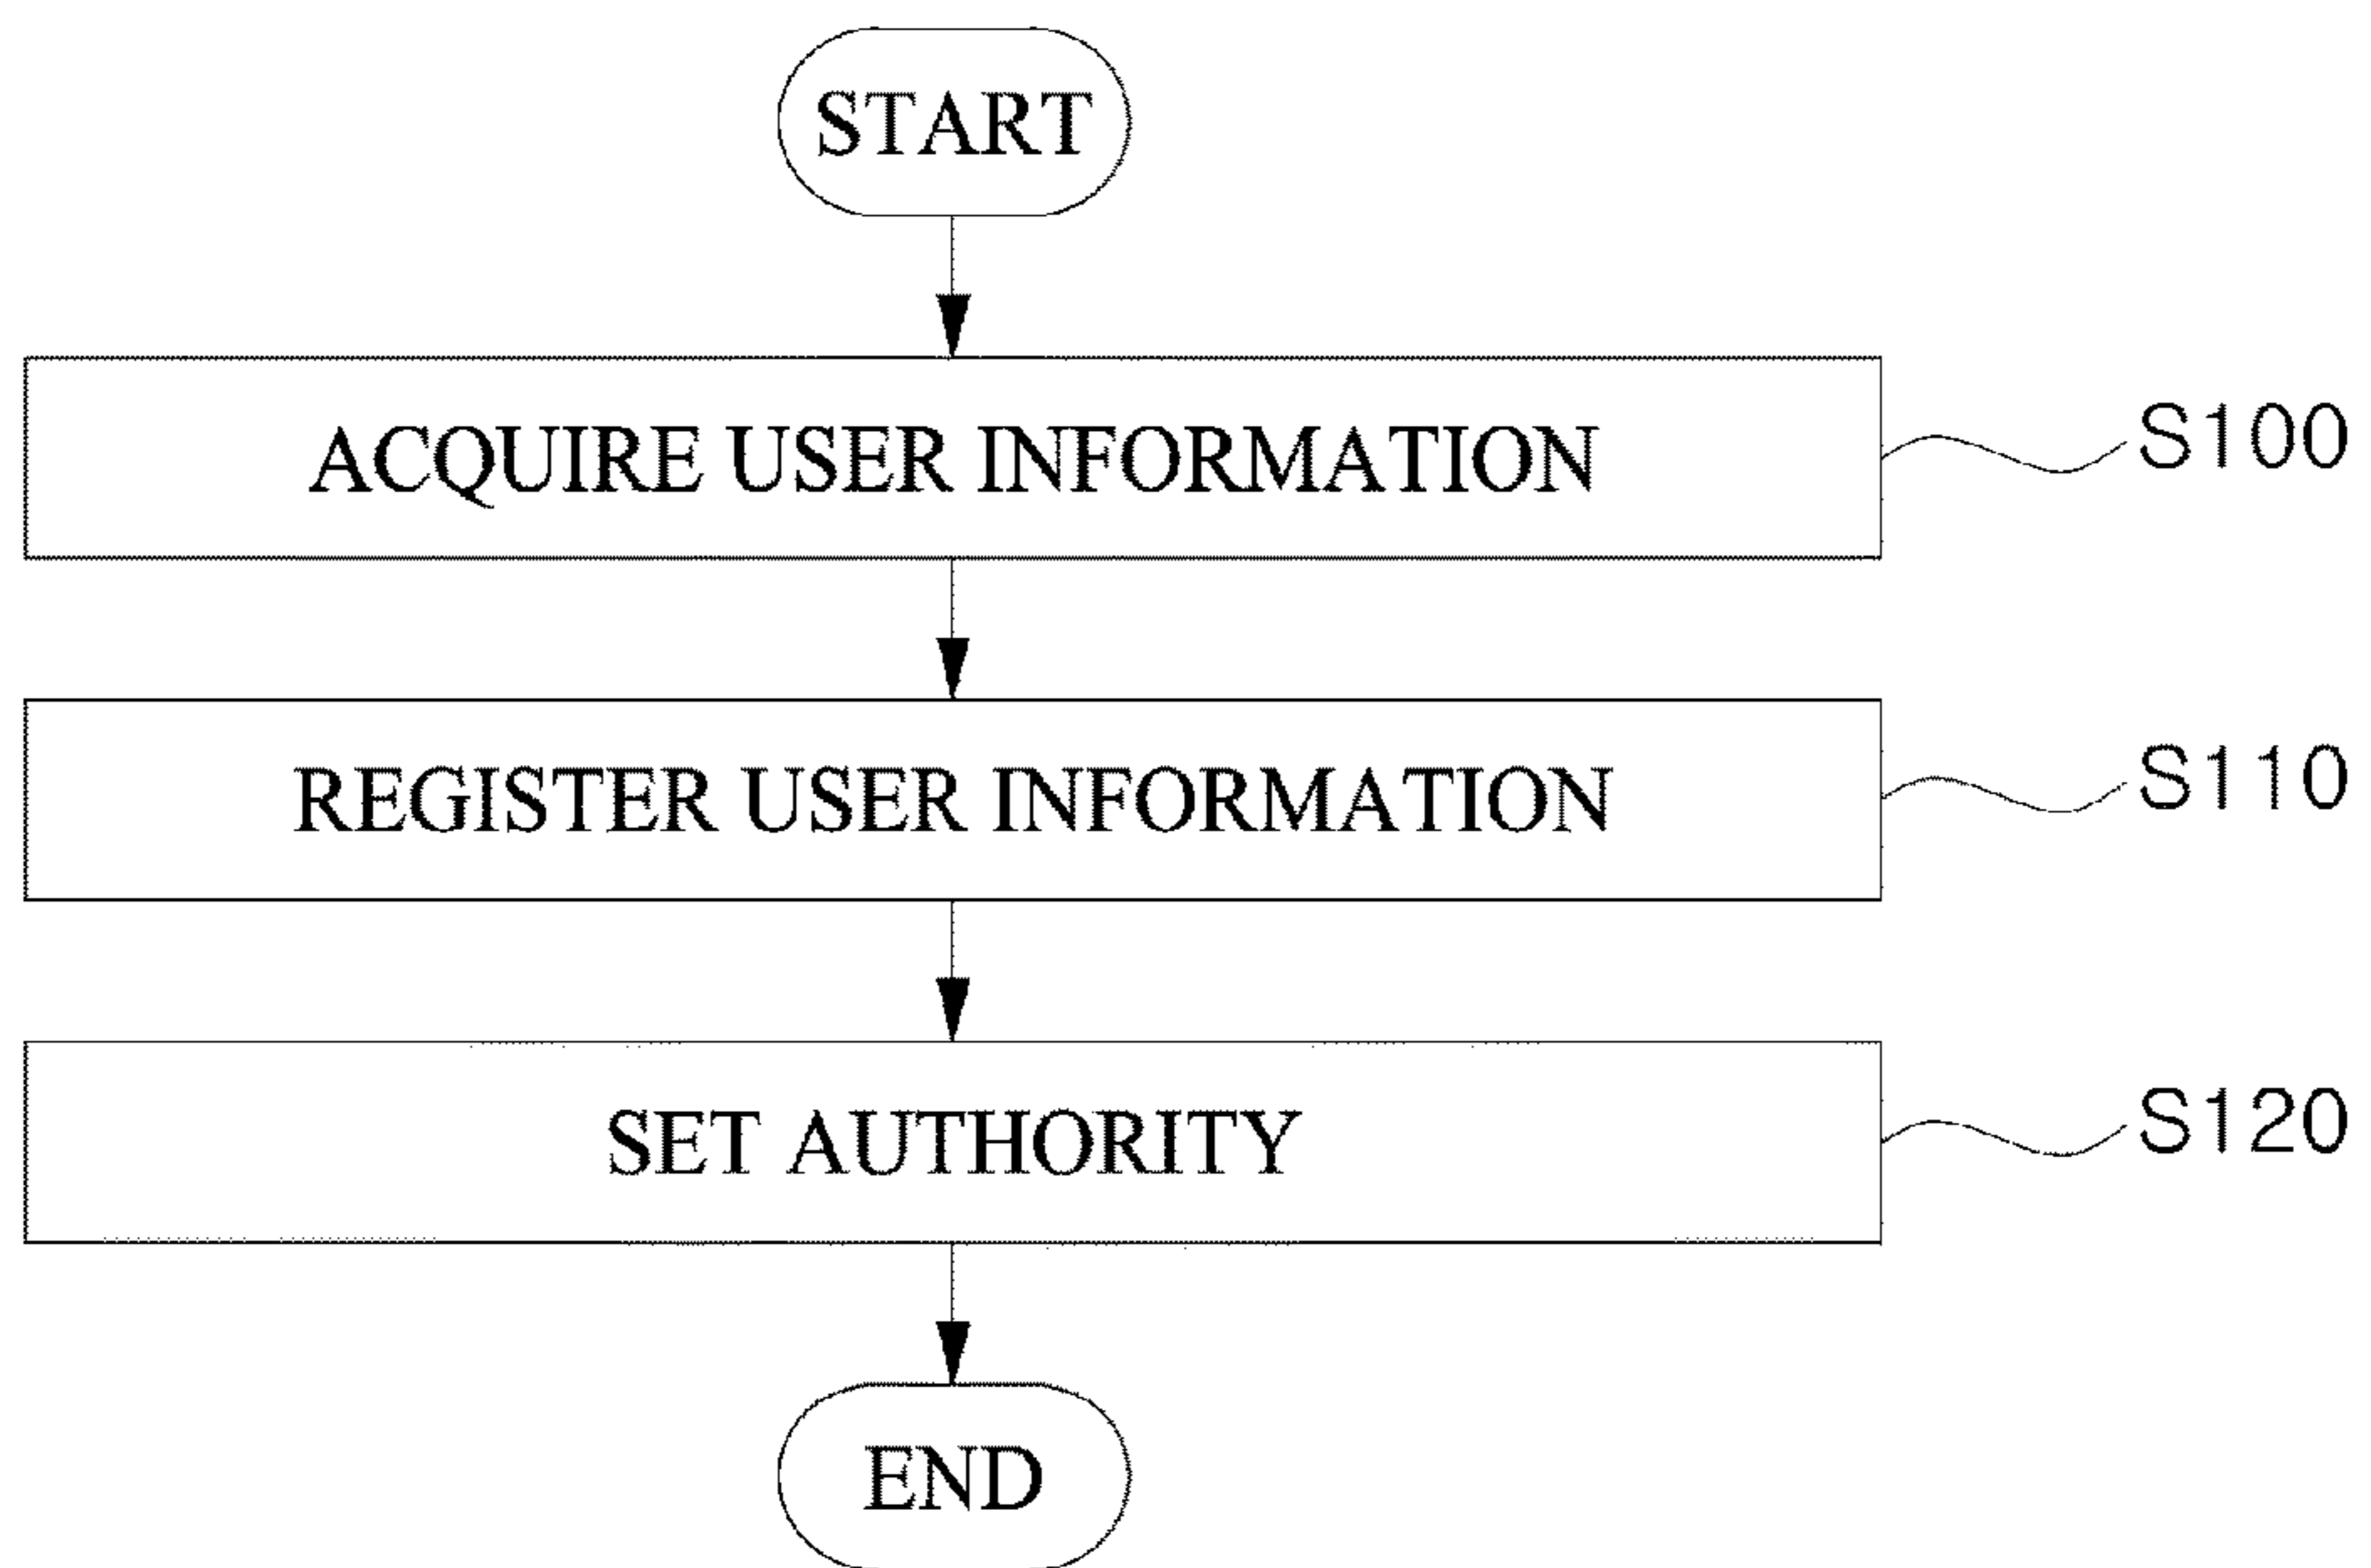 START
ACQUIRE USER INFORMATION
S100
REGISTER USER INFORMATION
S110
SET AUTHORITY
S120
END